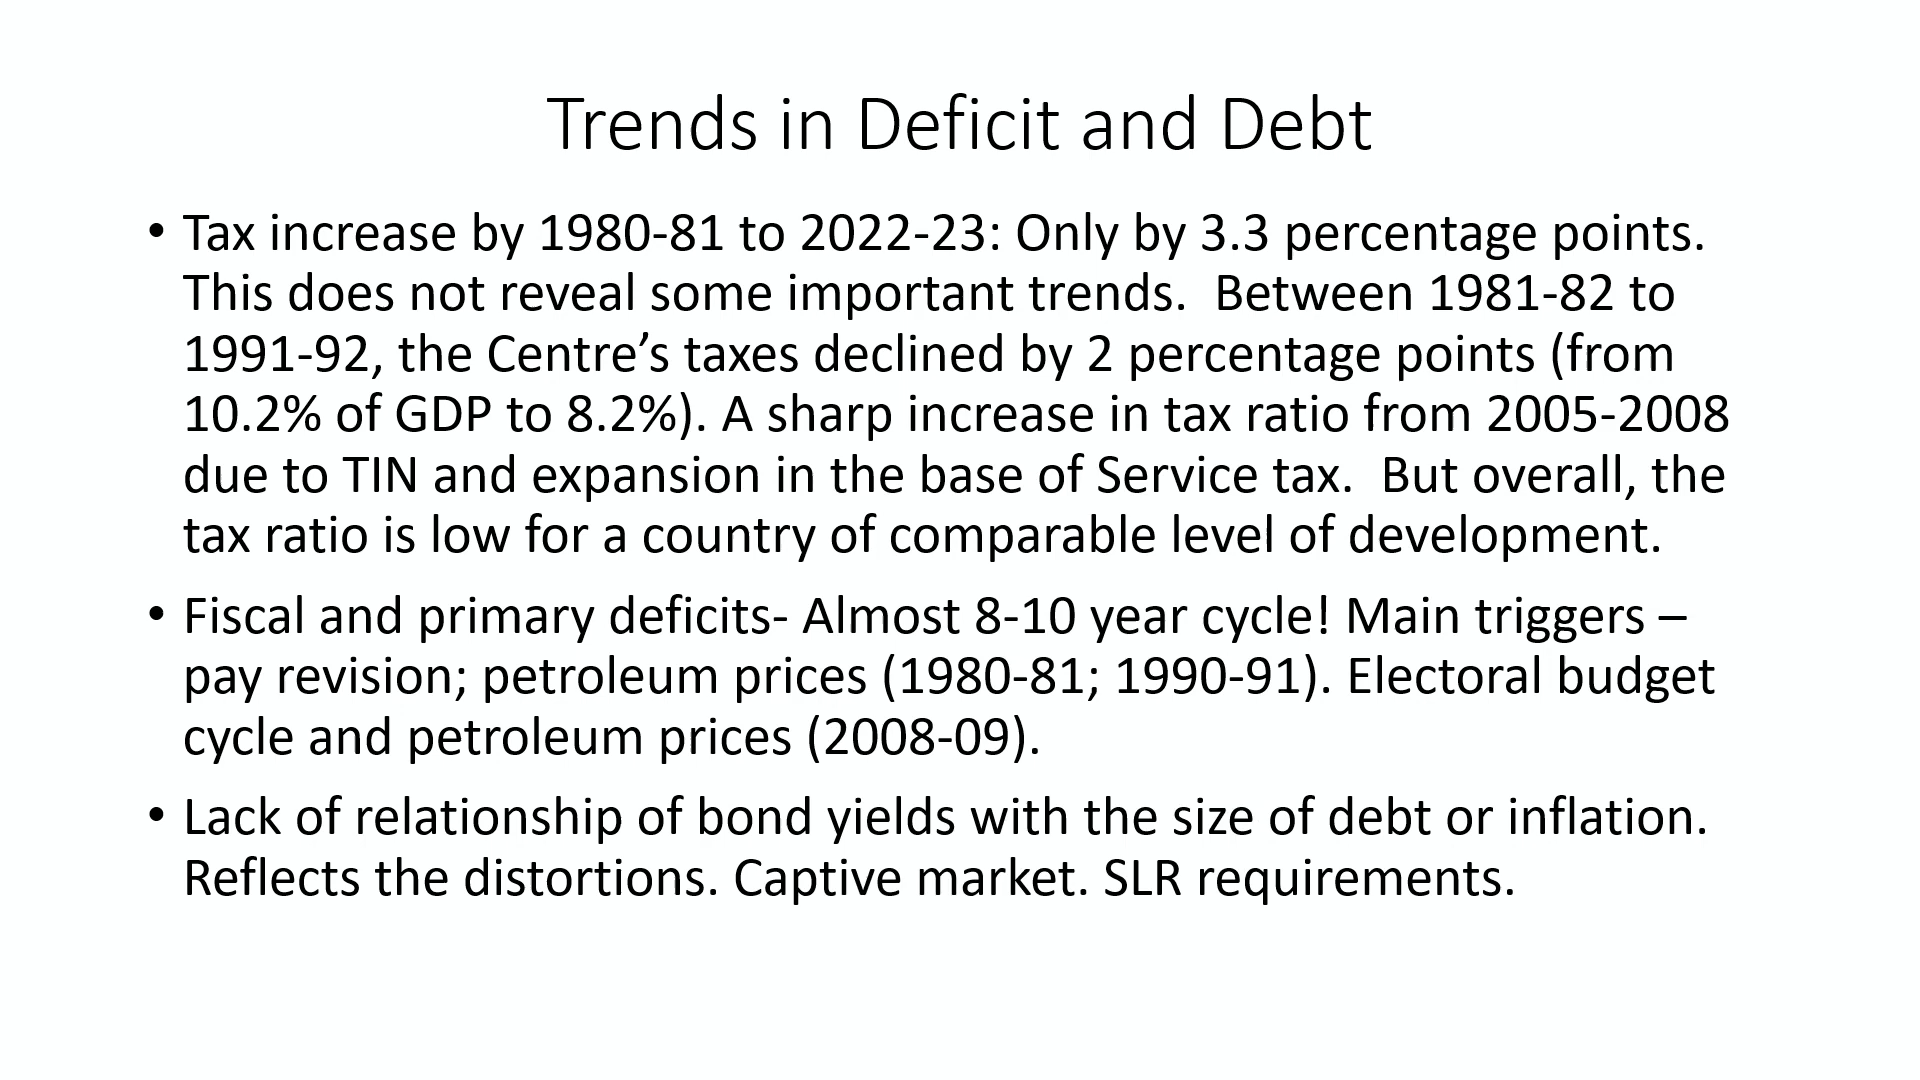 Trends in Deficit and Debt
• Tax increase by 1980-81 to 2022-23: Only by 3.3 percentage points.
This does not reveal some important trends.  Between 1981-82 to
1991-92, the Centre’s taxes declined by 2 percentage points (from
10.2% of GDP to 8.2%). A sharp increase in tax ratio from 2005-2008
due to TIN and expansion in the base of Service tax.  But overall, the
tax ratio is low for a country of comparable level of development.
• Fiscal and primary deficits- Almost 8-10 year cycle! Main triggers –
pay revision; petroleum prices (1980-81; 1990-91). Electoral budget
cycle and petroleum prices (2008-09).
• Lack of relationship of bond yields with the size of debt or inflation.
Reflects the distortions. Captive market. SLR requirements.